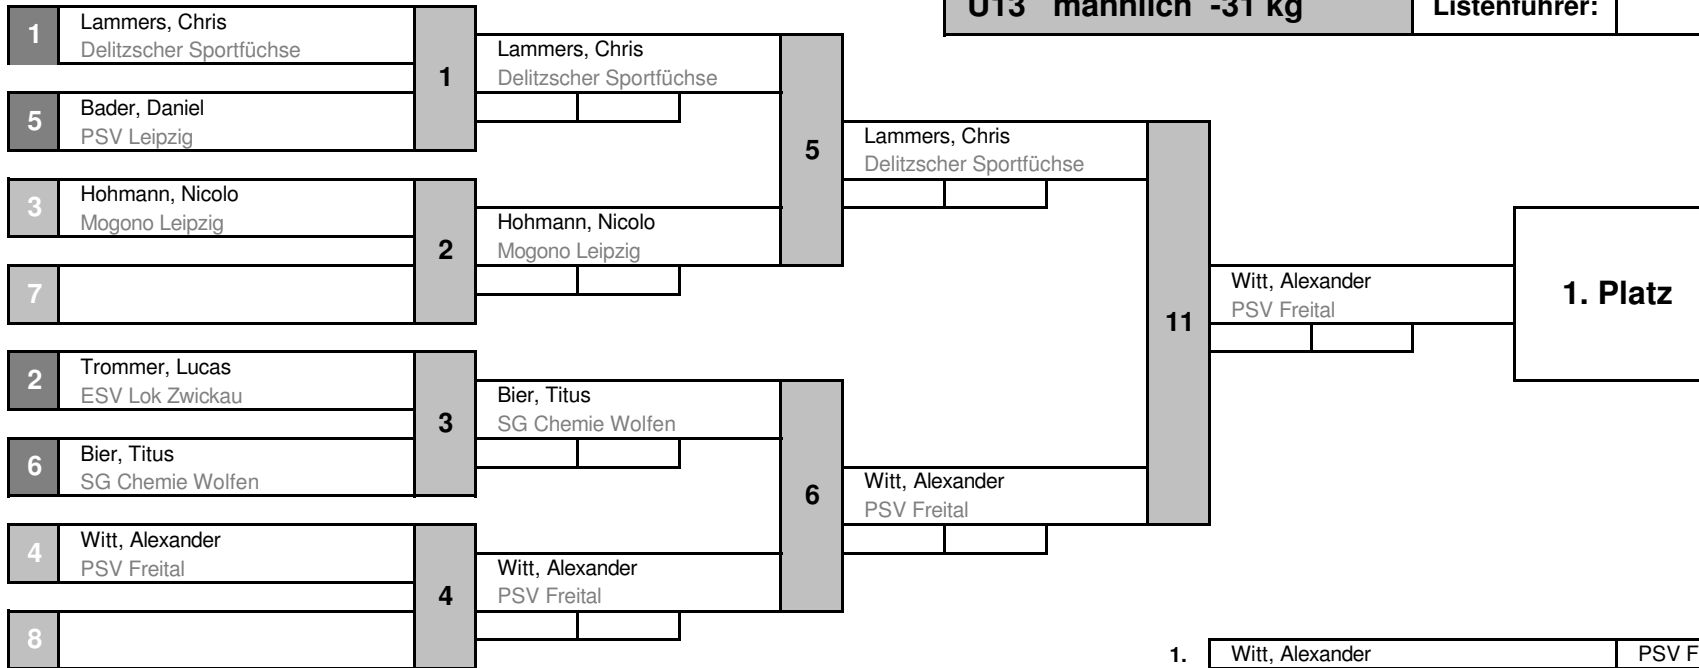 U13 männlich -31 kg
Listenführer:
1
Lammers, Chris
Delitzscher Sportfüchse
5
Bader, Daniel
PSV Leipzig
1
Lammers, Chris
Delitzscher Sportfüchse
3
Hohmann, Nicolo
Mogono Leipzig
7
2
Hohmann, Nicolo
Mogono Leipzig
5
Lammers, Chris
Delitzscher Sportfüchse
2
Trommer, Lucas
ESV Lok Zwickau
6
Bier, Titus
SG Chemie Wolfen
3
Bier, Titus
SG Chemie Wolfen
4
Witt, Alexander
PSV Freital
8
4
Witt, Alexander
PSV Freital
6
Witt, Alexander
PSV Freital
11
Witt, Alexander
PSV Freital
1. Platz
1. Witt, Alexander PSV F